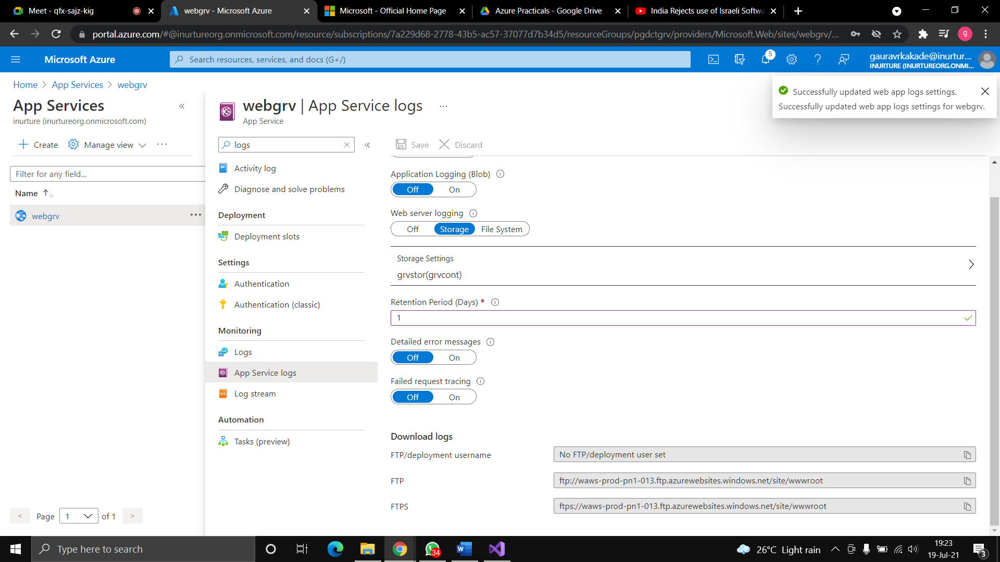 Meet - qfx-sajz-kig
webgrv - Microsoft Azure
Microsoft - Official Home Page
Azure Practicals - Google Drive
India Rejects use of Israeli Softwa
portal.azure.com/#@inurtureorg.onmicrosoft.com/resource/subscriptions/7a229d68-2778-43b5-ac57-37077d7b34d5/resourceGroups/pgdctgrv/providers/Microsoft.Web/sites/webgrv/...
g
Microsoft Azure
Search resources, services, and docs (G+/)
5
gauravrkakade@inurtur...
INURTURE (INURTUREORG.ONMI...
Home > App Services > webgrv
Successfully updated web app logs settings.
Successfully updated web app logs settings for webgrv.
App Services
inurture (inurtureorg.onmicrosoft.com)
Create
Manage view
Filter for any field...
Name
webgrv
< Page 1 of 1 >
webgrv | App Service logs
App Service
logs
Activity log
Diagnose and solve problems
Deployment
Deployment slots
Settings
Authentication
Authentication (classic)
Monitoring
Logs
App Service logs
Log stream
Automation
Tasks (preview)
Save
Discard
Application Logging (Blob)
Off On
Web server logging
Off Storage File System
Storage Settings
grvstor(grvcont)
Retention Period (Days) *
1
Detailed error messages
Off On
Failed request tracing
Off On
Download logs
FTP/deployment username
No FTP/deployment user set
FTP
ftp://waws-prod-pn1-013.ftp.azurewebsites.windows.net/site/wwwroot
FTPS
ftps://waws-prod-pn1-013.ftp.azurewebsites.windows.net/site/wwwroot
Type here to search
34
26°C Light rain
19:23
19-Jul-21
3